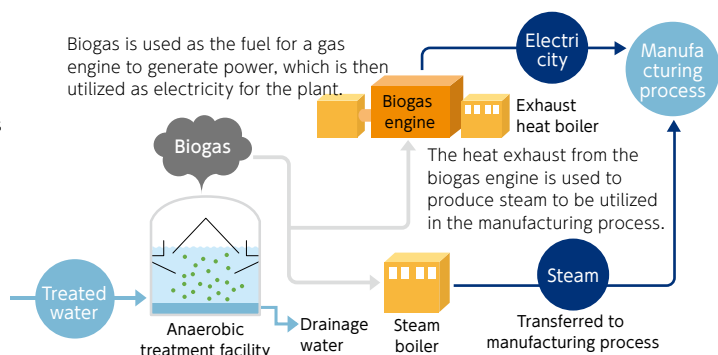 Biogas is used as the fuel for a gas
engine to generate power, which is then
utilized as electricity for the plant.
Electri
city
Manufa
cturing
process
Biogas
engine
Exhaust
heat boiler
Biogas
The heat exhaust from the
biogas engine is used to
produce steam to be utilized
in the manufacturing process.
Treated
water
Anaerobic
treatment facility
Drainage
water
Steam
boiler
Steam
Transferred to
manufacturing process